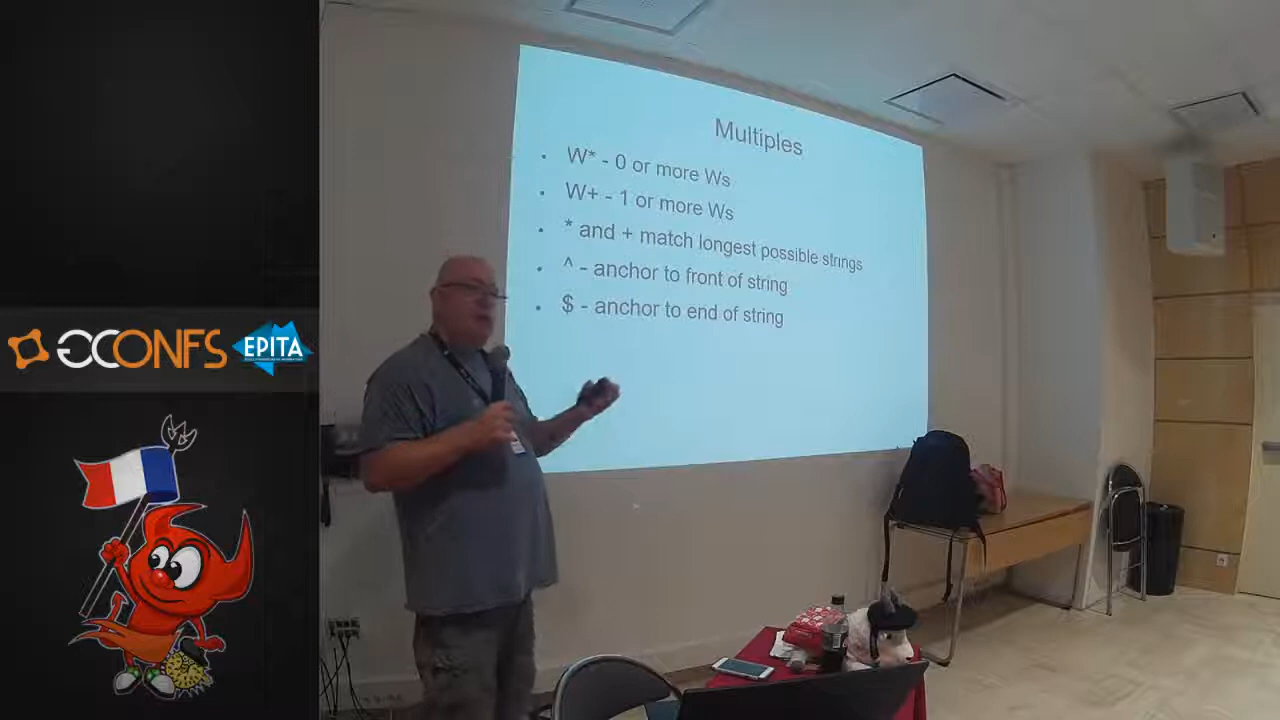 Multiples
• W* - 0 or more Ws
• W+ - 1 or more Ws
• * and + match longest possible strings
• ^ - anchor to front of string
• $ - anchor to end of string
GCONFS
EPITA